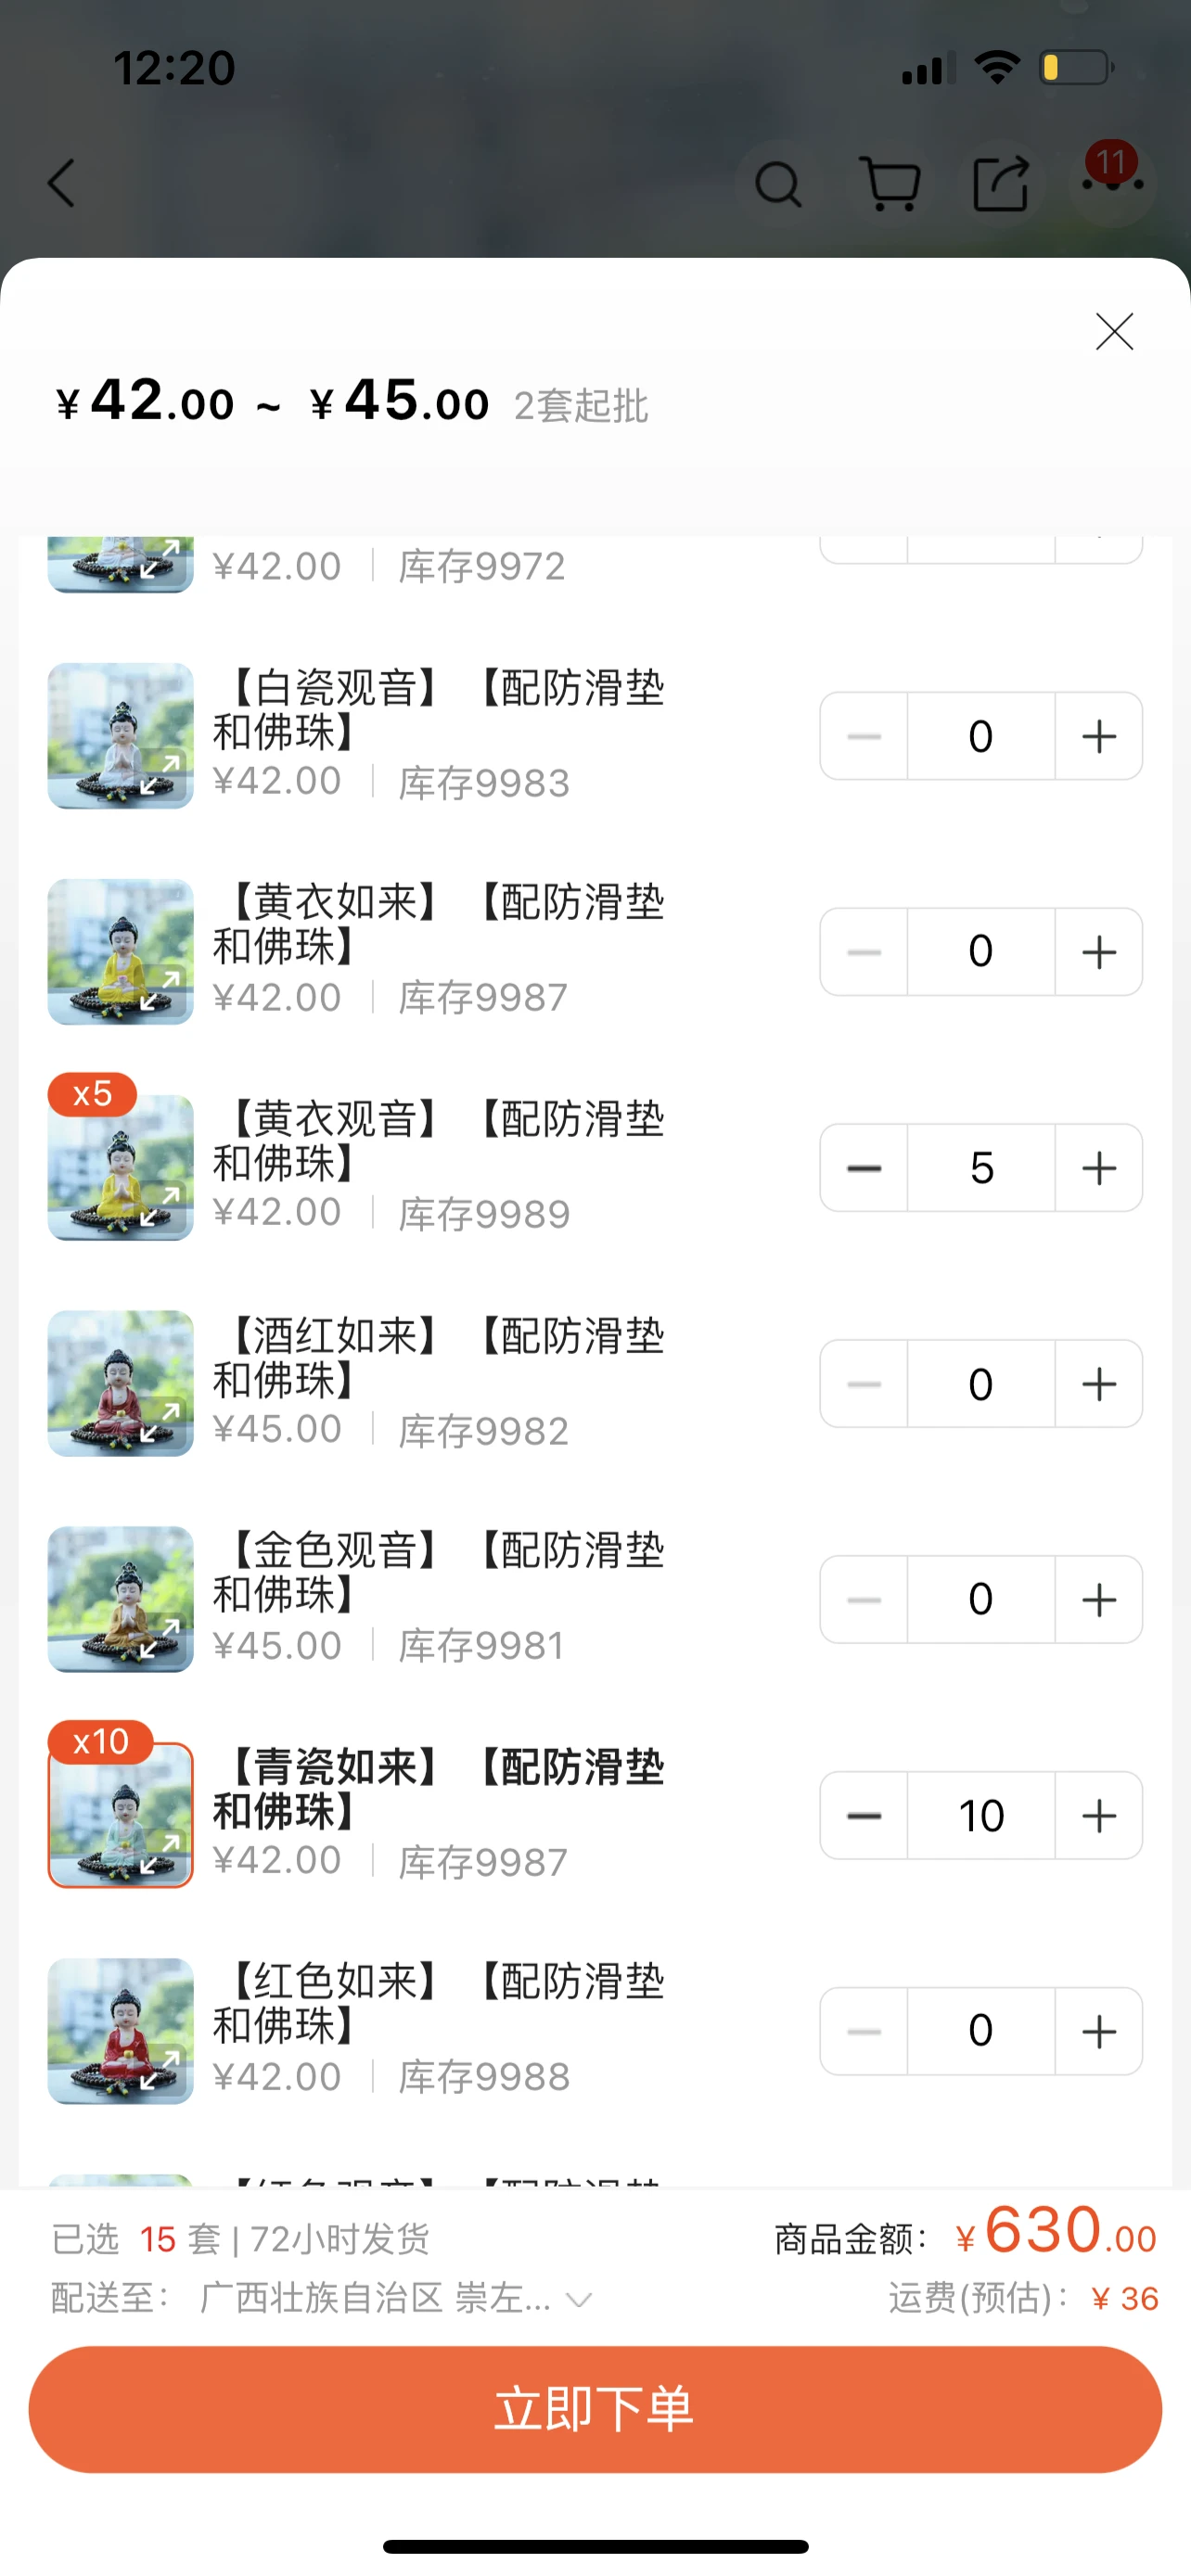 12:20
11
¥42.00 ~ ¥45.00 2套起批
¥42.00 库存9972
【白瓷观音】【配防滑垫
和佛珠】
¥42.00 库存9983
0
【黄衣如来】【配防滑垫
和佛珠】
¥42.00 库存9987
0
x5
【黄衣观音】【配防滑垫
和佛珠】
¥42.00 库存9989
5
【酒红如来】【配防滑垫
和佛珠】
¥45.00 库存9982
0
【金色观音】【配防滑垫
和佛珠】
¥45.00 库存9981
0
x10
【青瓷如来】【配防滑垫
和佛珠】
¥42.00 库存9987
10
【红色如来】【配防滑垫
和佛珠】
¥42.00 库存9988
0
已选 15 套 | 72小时发货 商品金额: ¥630.00
配送至: 广西壮族自治区 崇左... 运费(预估): ¥36
立即下单